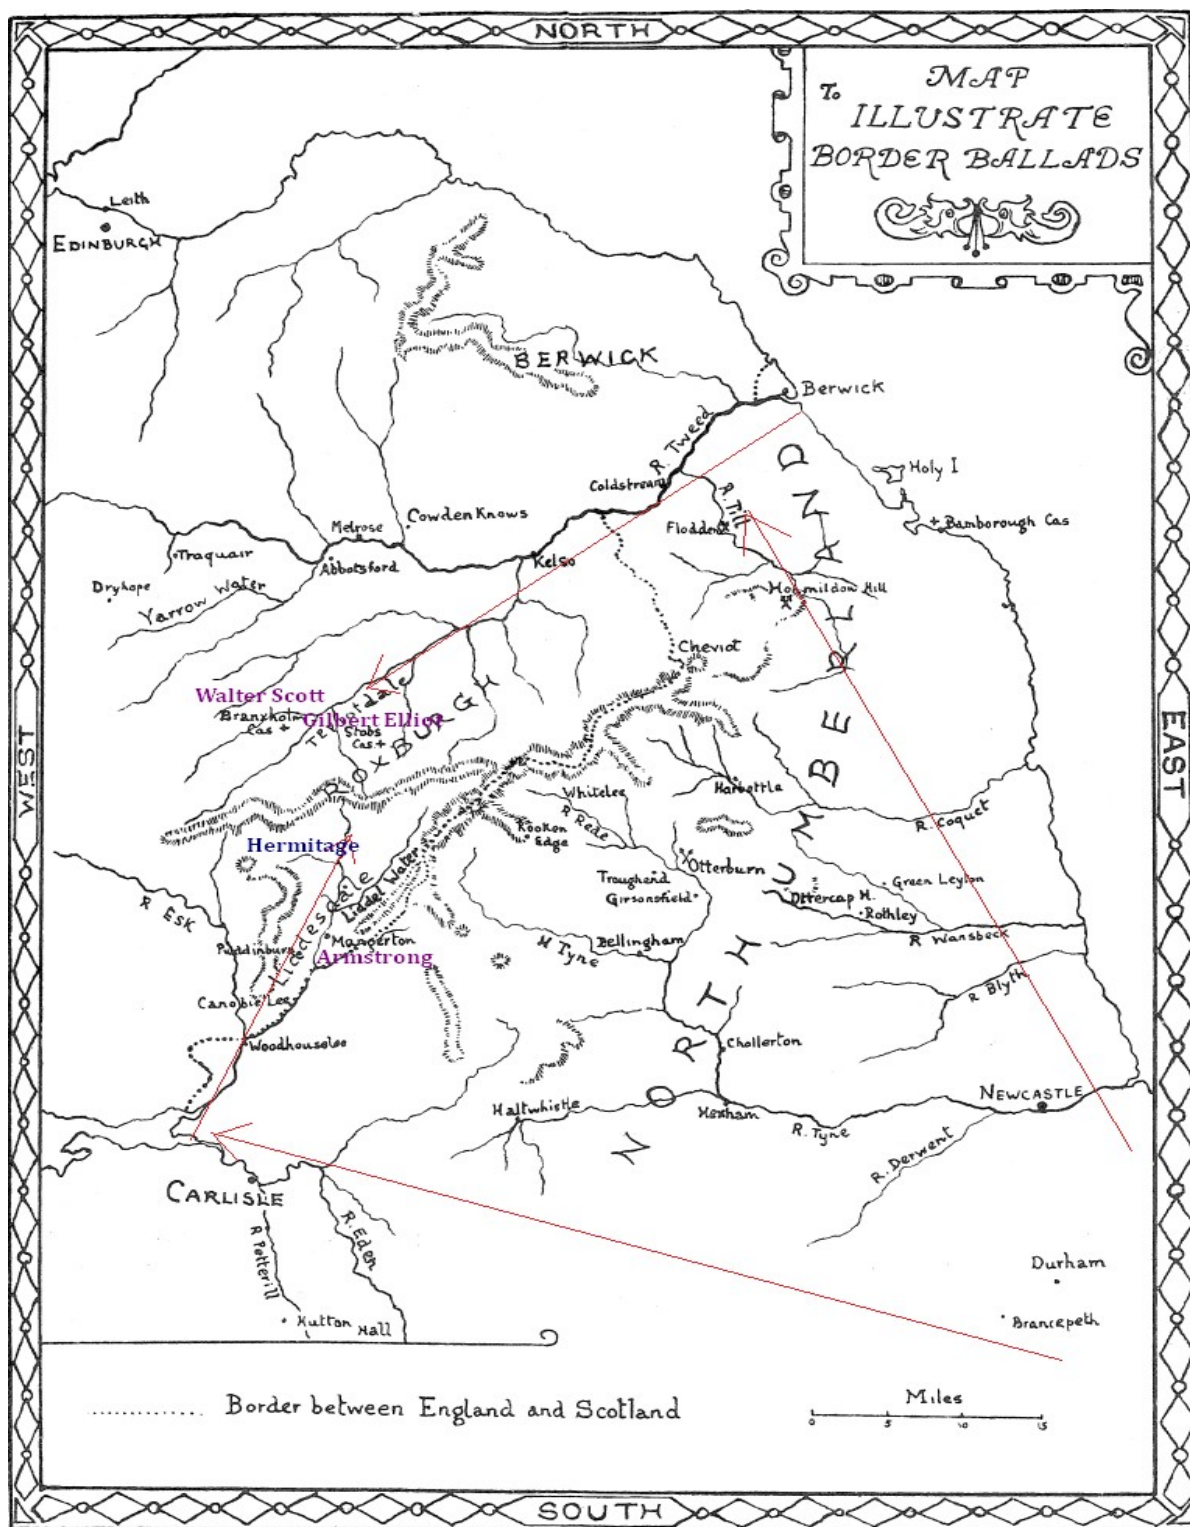 NORTH
To
MAP
ILLUSTRATE
BORDER BALLADS
Leith
EDINBURGH
BERWICK
Berwick
R. Tweed
Coldstream
Holy I
R. Till
Flodden
Bamborough Cas
Cowden Knows
Melrose
Abbotsford
Kelso
Traquair
Dryhope
Yarrow Water
Hill
Cheviot
Walter Scott
Gilbert Elliot
Branxholm
Cas
Stobs
Cas
Teviotdale
ROXBURGH
WEST
EAST
NORTHUMBERLAND
Whitelee
Harbottle
R. Coquet
R Rede
Rooken
Edge
Hermitage
Otterburn
Troughend
Girsonsfield
Green Leyton
Ottercap H.
Rothley
R Wansbeck
R Esk
Liddesdale
Liddel Water
Puddinburn
Mangerton
Armstrong
N Tyne
Bellingham
R Blyth
Canobie Lee
Woodhouselee
Chollerton
Haltwhistle
Hexham
NEWCASTLE
R. Tyne
R. Derwent
CARLISLE
R Petterill
R. Eden
Durham
Brancepeth
Hutton Hall
Border between England and Scotland
Miles
0 5 10 15
SOUTH